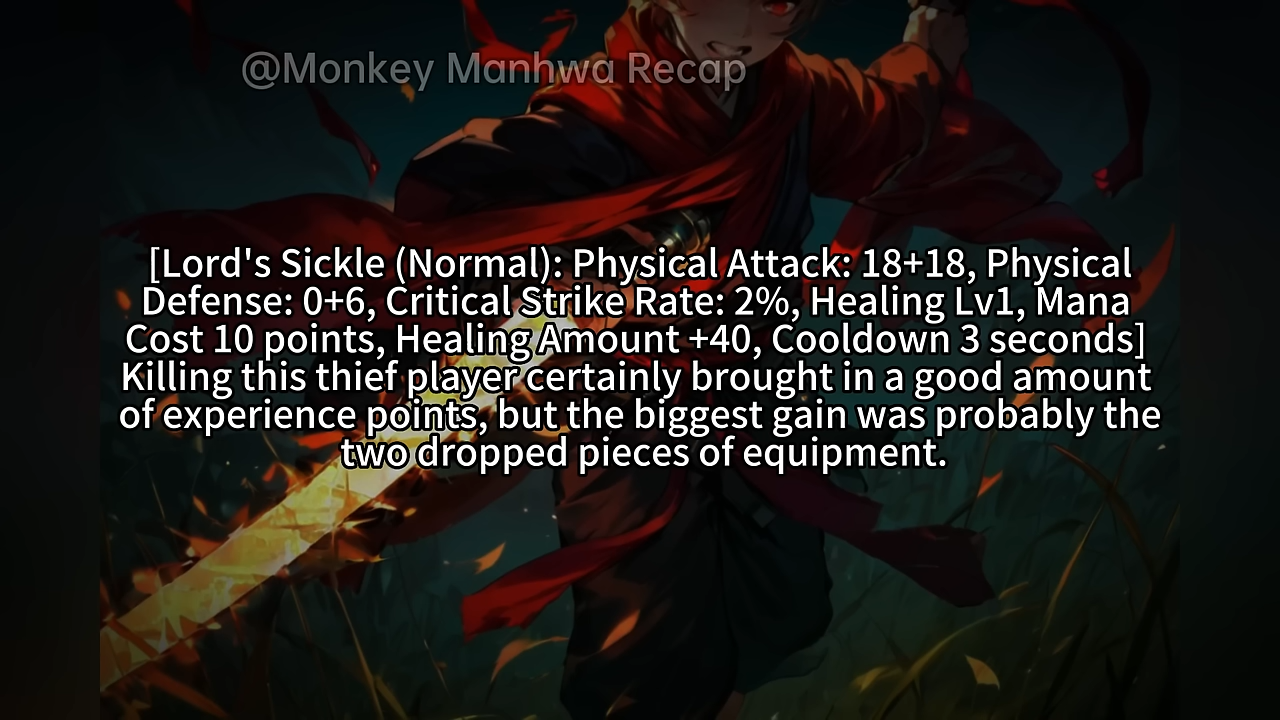 @Monkey Manhwa Recap
[Lord's Sickle (Normal): Physical Attack: 18+18, Physical
Defense: 0+6, Critical Strike Rate: 2%, Healing Lv1, Mana
Cost 10 points, Healing Amount +40, Cooldown 3 seconds]
Killing this thief player certainly brought in a good amount
of experience points, but the biggest gain was probably the
two dropped pieces of equipment.